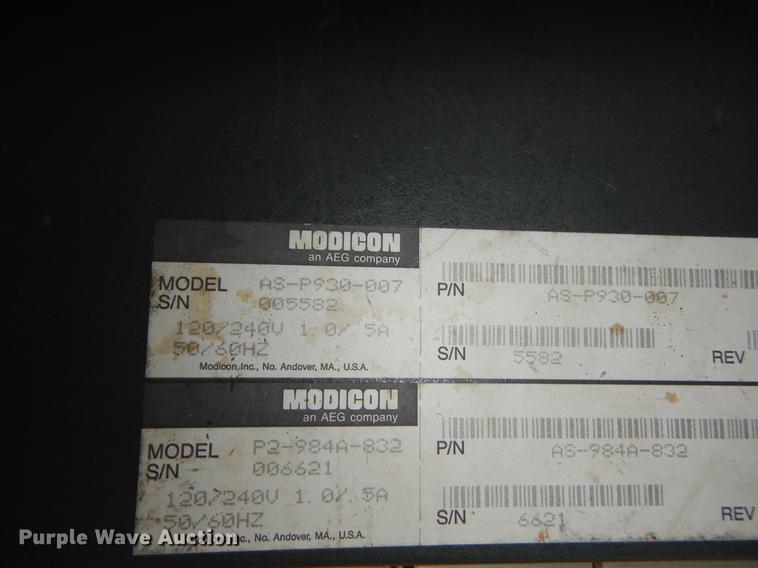 MODICON
an AEG company
MODEL AS-P930-007
S/N 005582
120/240V 1.0/.5A
50/60HZ
Modicon,Inc., No. Andover, MA., U.S.A.
P/N AS-P930-007
S/N 5582 REV
MODICON
an AEG company
MODEL P2-984A-832
S/N 006621
120/240V 1.0/.5A
50/60HZ
Inc., No. Andover, MA., U.S.A.
P/N AS-984A-832
S/N 6621 REV
Purple Wave Auction